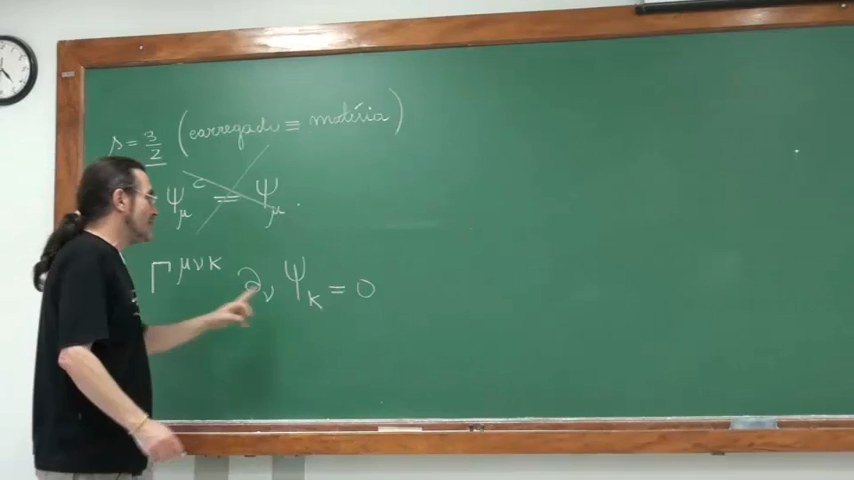 s = 3/2 (carregado ≡ matéria)
ψ_μ^c = ψ_μ.
Γ^{μνκ} ∂_ν ψ_κ = 0